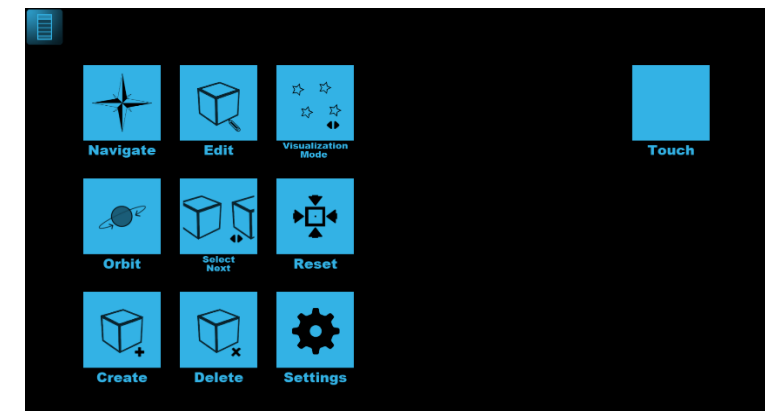 Navigate
Edit
Visualization
Mode
Touch
Orbit
Select
Next
Reset
Create
Delete
Settings